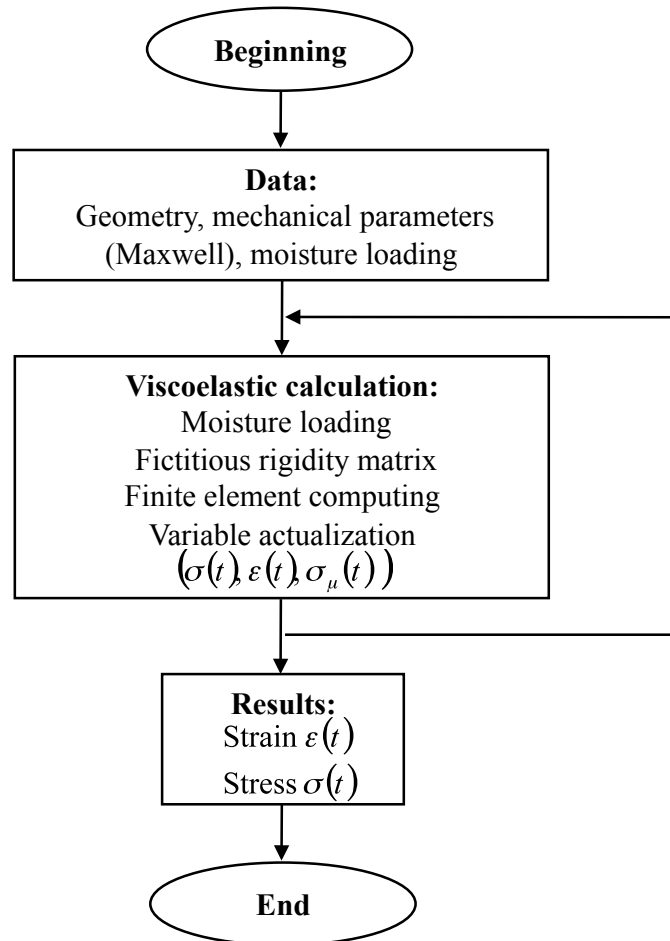 Beginning
Data:
Geometry, mechanical parameters
(Maxwell), moisture loading
Viscoelastic calculation:
Moisture loading
Fictitious rigidity matrix
Finite element computing
Variable actualization
(σ(t), ε(t), σ_μ(t))
Results:
Strain ε(t)
Stress σ(t)
End